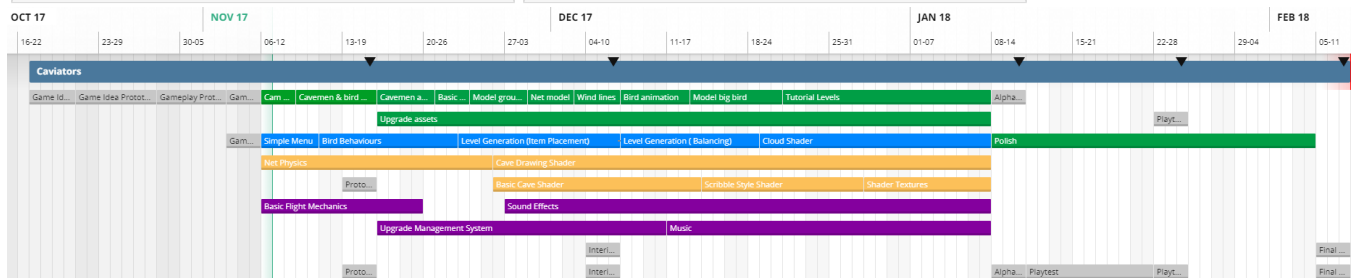 OCT 17 NOV 17 DEC 17 JAN 18 FEB 18
16-22 23-29 30-05 06-12 13-19 20-26 27-03 04-10 11-17 18-24 25-31 01-07 08-14 15-21 22-28 29-04 05-11
Caviators
Game Id... Game Idea Protot... Gameplay Prot... Gam... Cam ... Cavemen & bird ... Cavemen a... Basic ... Model grou... Net model Wind lines Bird animation Model big bird Tutorial Levels Alpha...
Upgrade assets Playt...
Gam... Simple Menu Bird Behaviours Level Generation (Item Placement) Level Generation ( Balancing) Cloud Shader Polish
Net Physics Cave Drawing Shader
Proto... Basic Cave Shader Scribble Style Shader Shader Textures
Basic Flight Mechanics Sound Effects
Upgrade Management System Music
Interi... Final ...
Proto... Interi... Alpha... Playtest Playt... Final ...